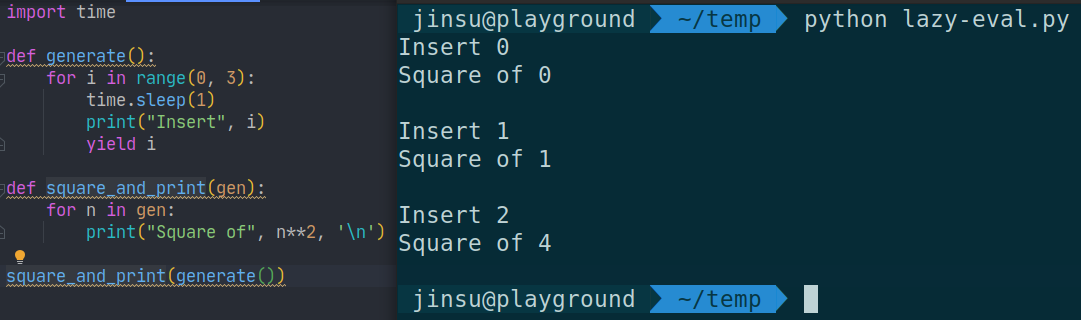 import time
def generate():
    for i in range(0, 3):
        time.sleep(1)
        print("Insert", i)
        yield i
def square_and_print(gen):
    for n in gen:
        print("Square of", n**2, '\n')
square_and_print(generate())
jinsu@playground ~/temp python lazy-eval.py
Insert 0
Square of 0
Insert 1
Square of 1
Insert 2
Square of 4
jinsu@playground ~/temp